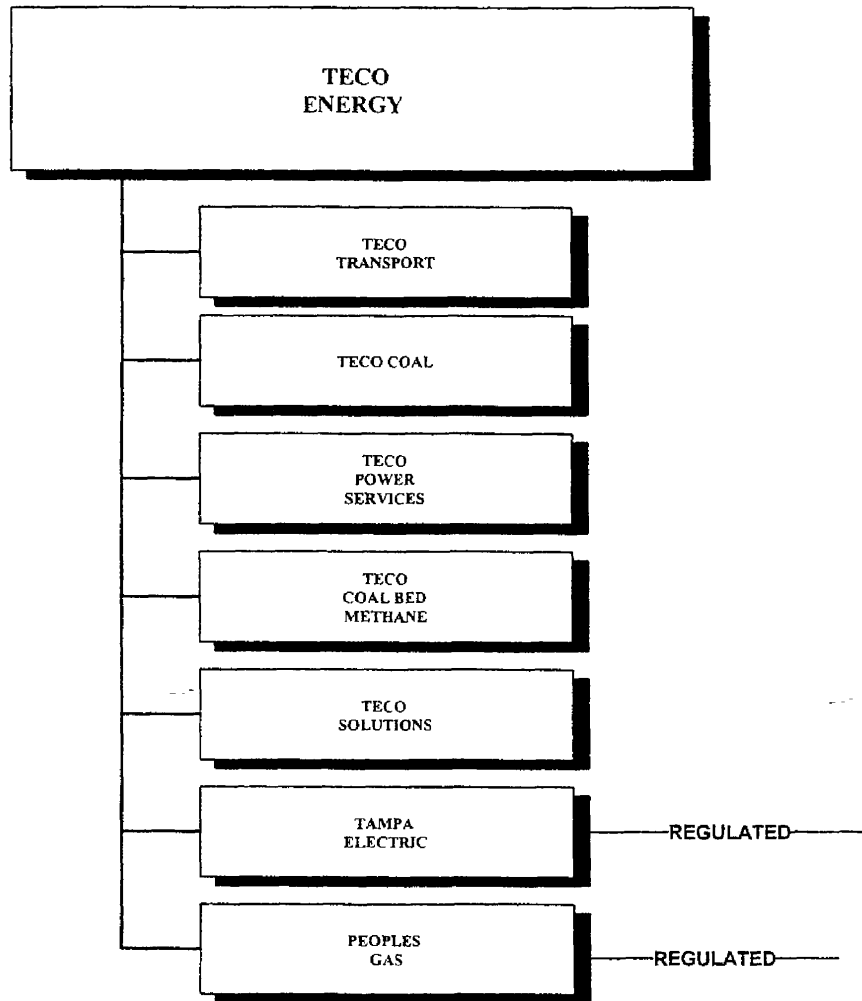 TECO
ENERGY
TECO
TRANSPORT
TECO COAL
TECO
POWER
SERVICES
TECO
COAL BED
METHANE
TECO
SOLUTIONS
TAMPA
ELECTRIC
REGULATED
PEOPLES
GAS
REGULATED